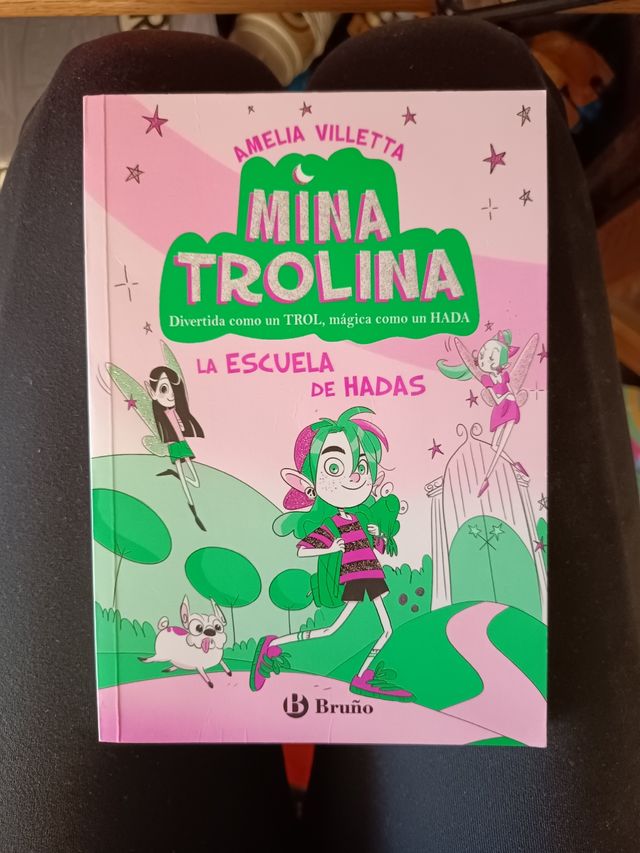 AMELIA VILLETTA
MINA
TROLINA
Divertida como un TROL, mágica como un HADA
LA ESCUELA
DE HADAS
B Bruño